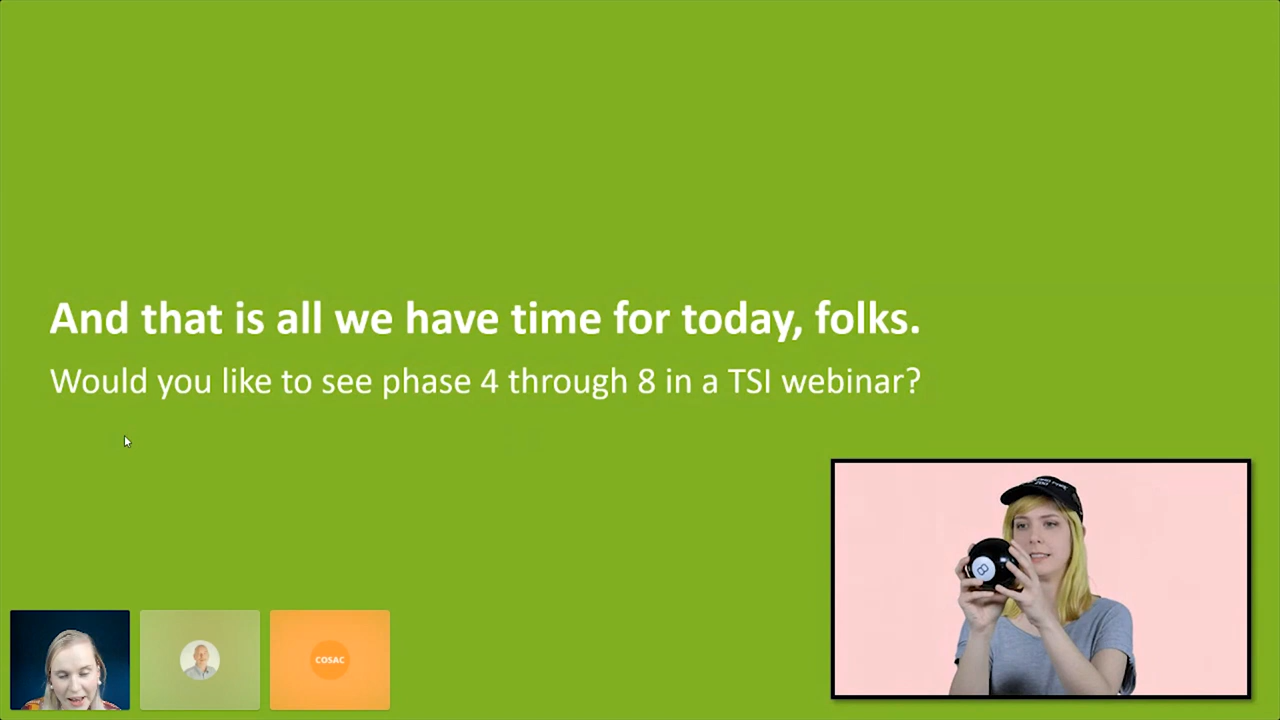 And that is all we have time for today, folks.
Would you like to see phase 4 through 8 in a TSI webinar?
8
COSAC